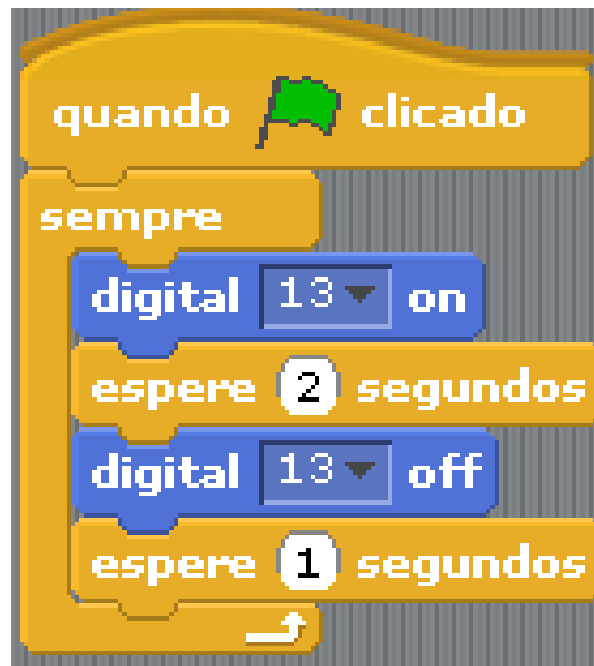 quando clicado
sempre
digital 13 on
espere 2 segundos
digital 13 off
espere 1 segundos